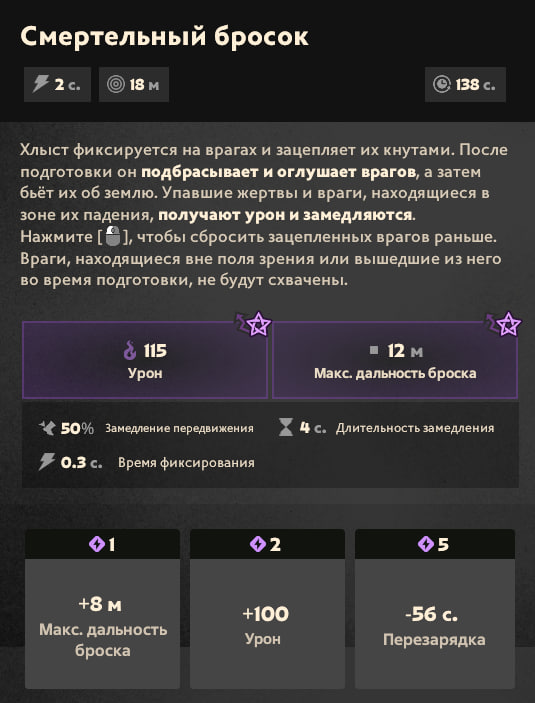 Смертельный бросок
2 с. 18 м 138 с.
Хлыст фиксируется на врагах и зацепляет их кнутами. После
подготовки он подбрасывает и оглушает врагов, а затем
бьёт их об землю. Упавшие жертвы и враги, находящиеся в
зоне их падения, получают урон и замедляются.
Нажмите [ ], чтобы сбросить зацепленных врагов раньше.
Враги, находящиеся вне поля зрения или вышедшие из него
во время подготовки, не будут схвачены.
115 12 м
Урон Макс. дальность броска
50% Замедление передвижения 4 с. Длительность замедления
0.3 с. Время фиксирования
1 2 5
+8 м +100 -56 с.
Макс. дальность Урон Перезарядка
броска